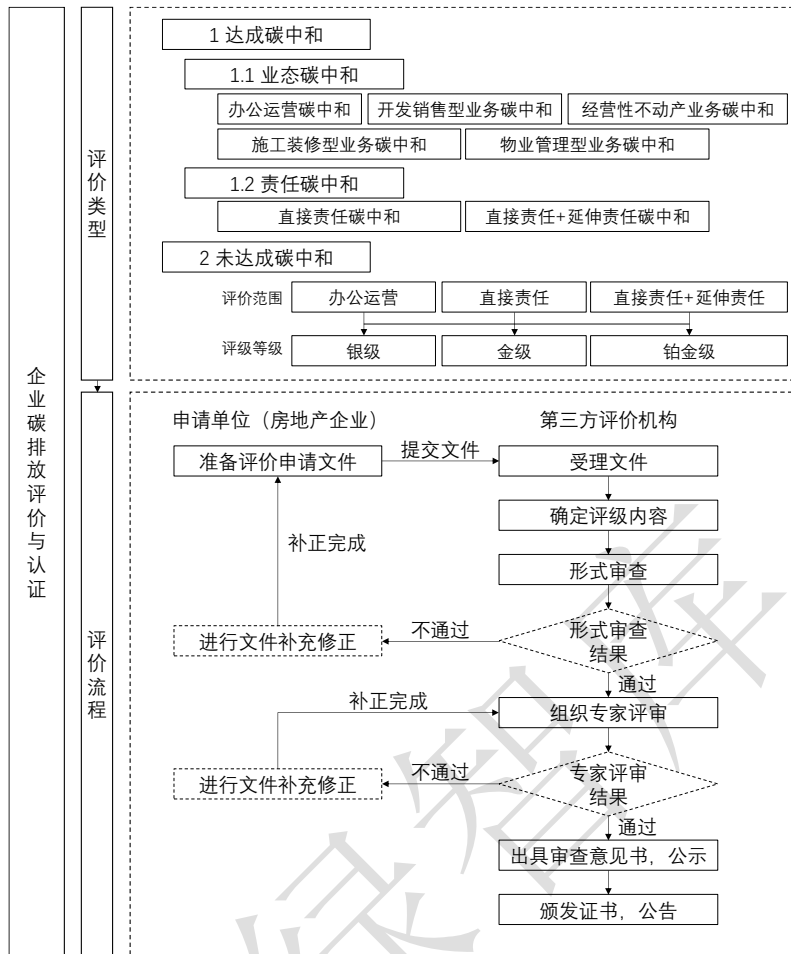 企业碳排放评价与认证
评价类型
1 达成碳中和
1.1 业态碳中和
办公运营碳中和
开发销售型业务碳中和
经营性不动产业务碳中和
施工装修型业务碳中和
物业管理型业务碳中和
1.2 责任碳中和
直接责任碳中和
直接责任+延伸责任碳中和
2 未达成碳中和
评价范围
办公运营
直接责任
直接责任+延伸责任
评级等级
银级
金级
铂金级
评价流程
申请单位（房地产企业）
第三方评价机构
准备评价申请文件
提交文件
受理文件
确定评级内容
补正完成
形式审查
进行文件补充修正
不通过
形式审查
结果
通过
补正完成
组织专家评审
进行文件补充修正
不通过
专家评审
结果
通过
出具审查意见书，公示
颁发证书，公告
绿智库